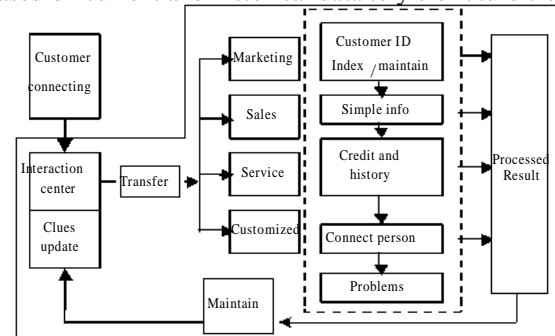 Customer
connecting
Interaction
center
Clues
update
Transfer
Marketing
Sales
Service
Customized
Maintain
Customer ID
Index / maintain
Simple info
Credit and
history
Connect person
Problems
Processed
Result